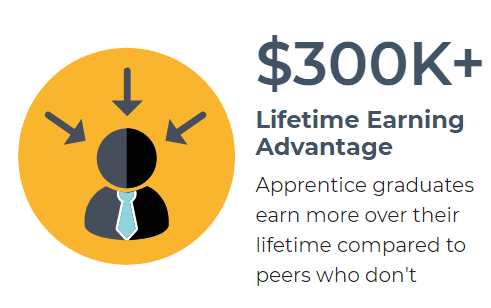 $300K+
Lifetime Earning
Advantage
Apprentice graduates
earn more over their
lifetime compared to
peers who don't